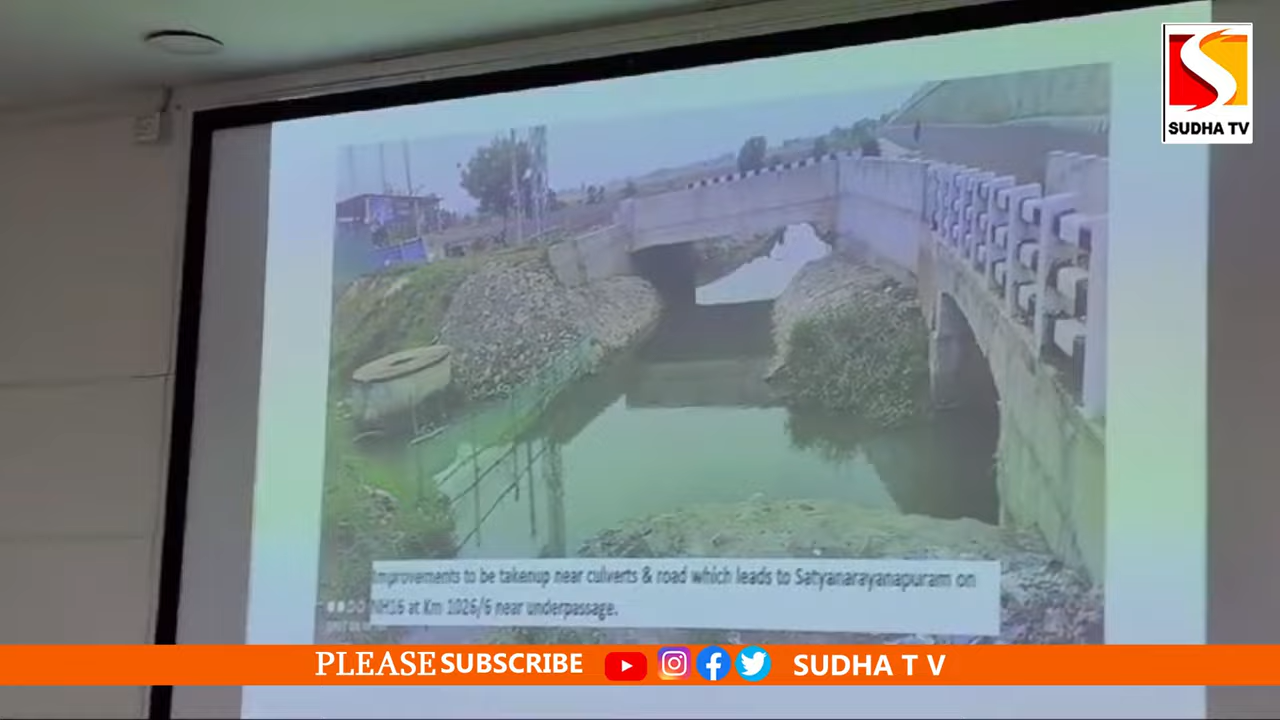 SUDHA TV
Improvements to be takenup near culverts & road which leads to Satyanarayanapuram on
NH16 at Km 1026/6 near underpassage.
PLEASE SUBSCRIBE SUDHA T V